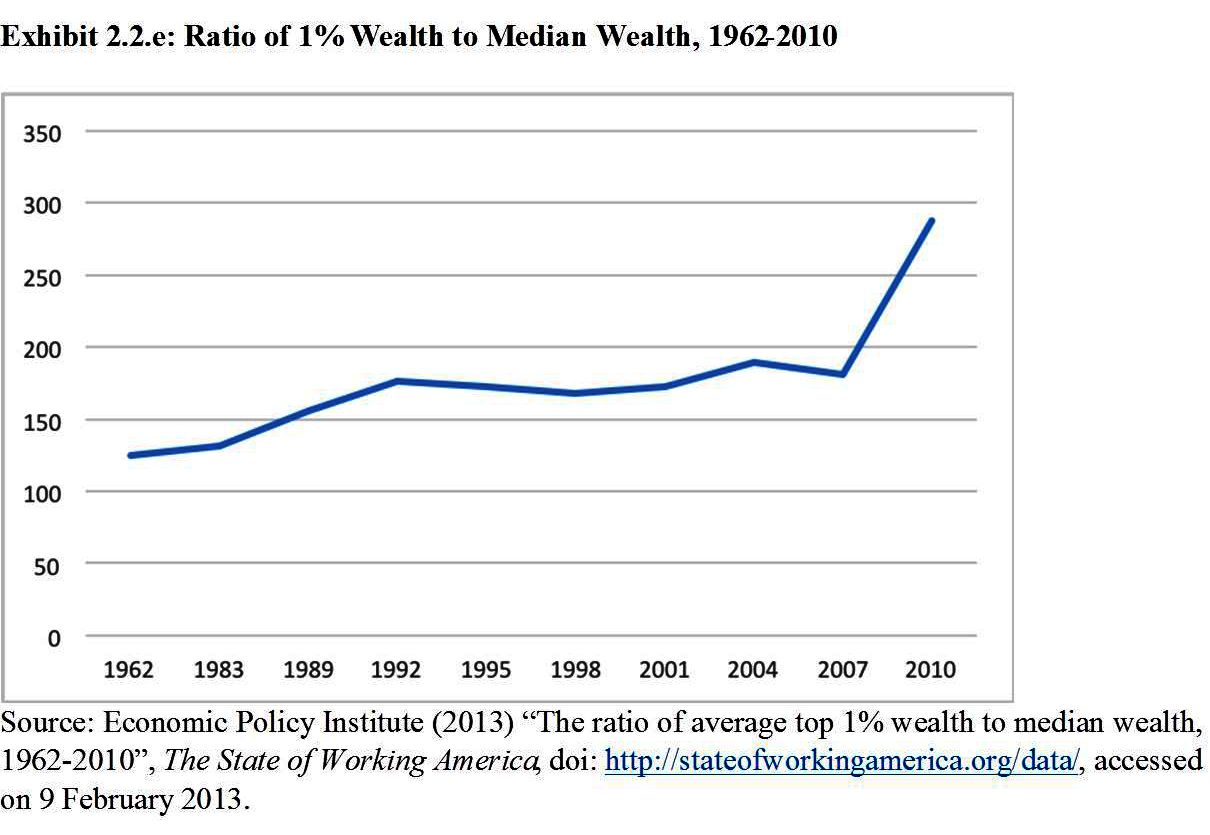 Exhibit 2.2.e: Ratio of 1% Wealth to Median Wealth, 1962-2010
350
300
250
200
150
100
50
0
1962 1983 1989 1992 1995 1998 2001 2004 2007 2010
Source: Economic Policy Institute (2013) “The ratio of average top 1% wealth to median wealth,
1962-2010”, The State of Working America, doi: http://stateofworkingamerica.org/data/, accessed
on 9 February 2013.